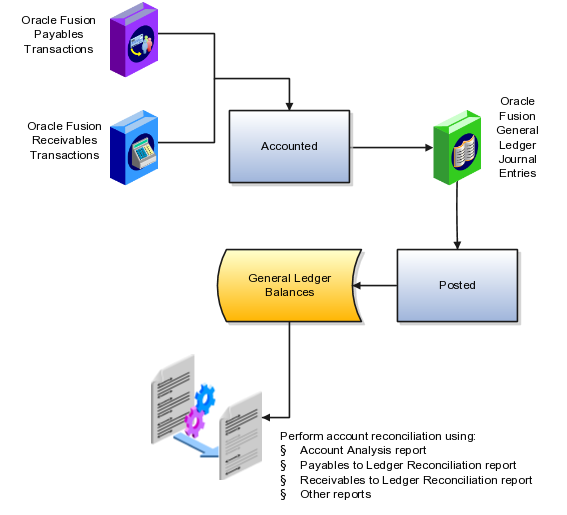 Oracle Fusion
Payables
Transactions
Oracle Fusion
Receivables
Transactions
Accounted
Oracle
Fusion
General
Ledger
Journal
Entries
General Ledger
Balances
Posted
Perform account reconciliation using:
§ Account Analysis report
§ Payables to Ledger Reconciliation report
§ Receivables to Ledger Reconciliation report
§ Other reports